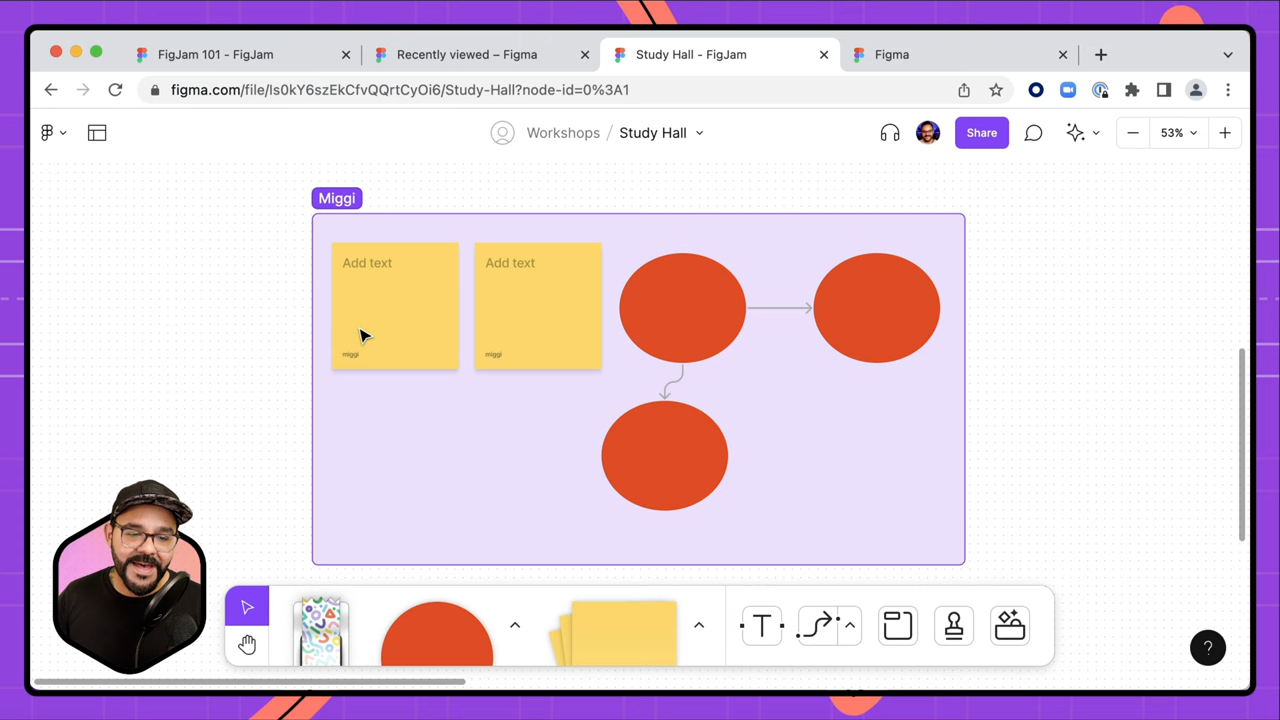 FigJam 101 - FigJam
Recently viewed – Figma
Study Hall - FigJam
Figma
figma.com/file/ls0kY6szEkCfvQQrtCyOi6/Study-Hall?node-id=0%3A1
Workshops / Study Hall
Share
53%
Miggi
Add text
Add text
miggi
miggi
T
?